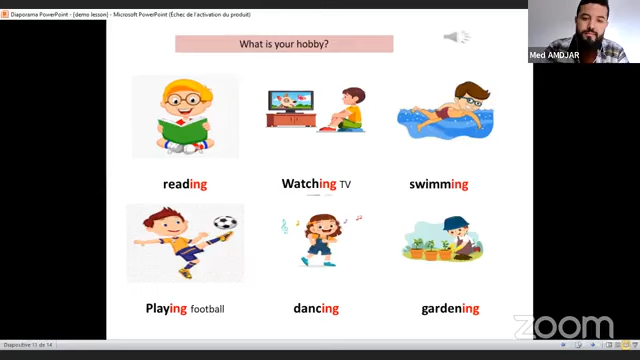 Diaporama PowerPoint - [demo lesson] - Microsoft PowerPoint (Échec de l'activation du produit)
What is your hobby?
Med AMDJAR
reading
Watching TV
swimming
Playing football
dancing
gardening
zoom
Diapositive 11 de 14